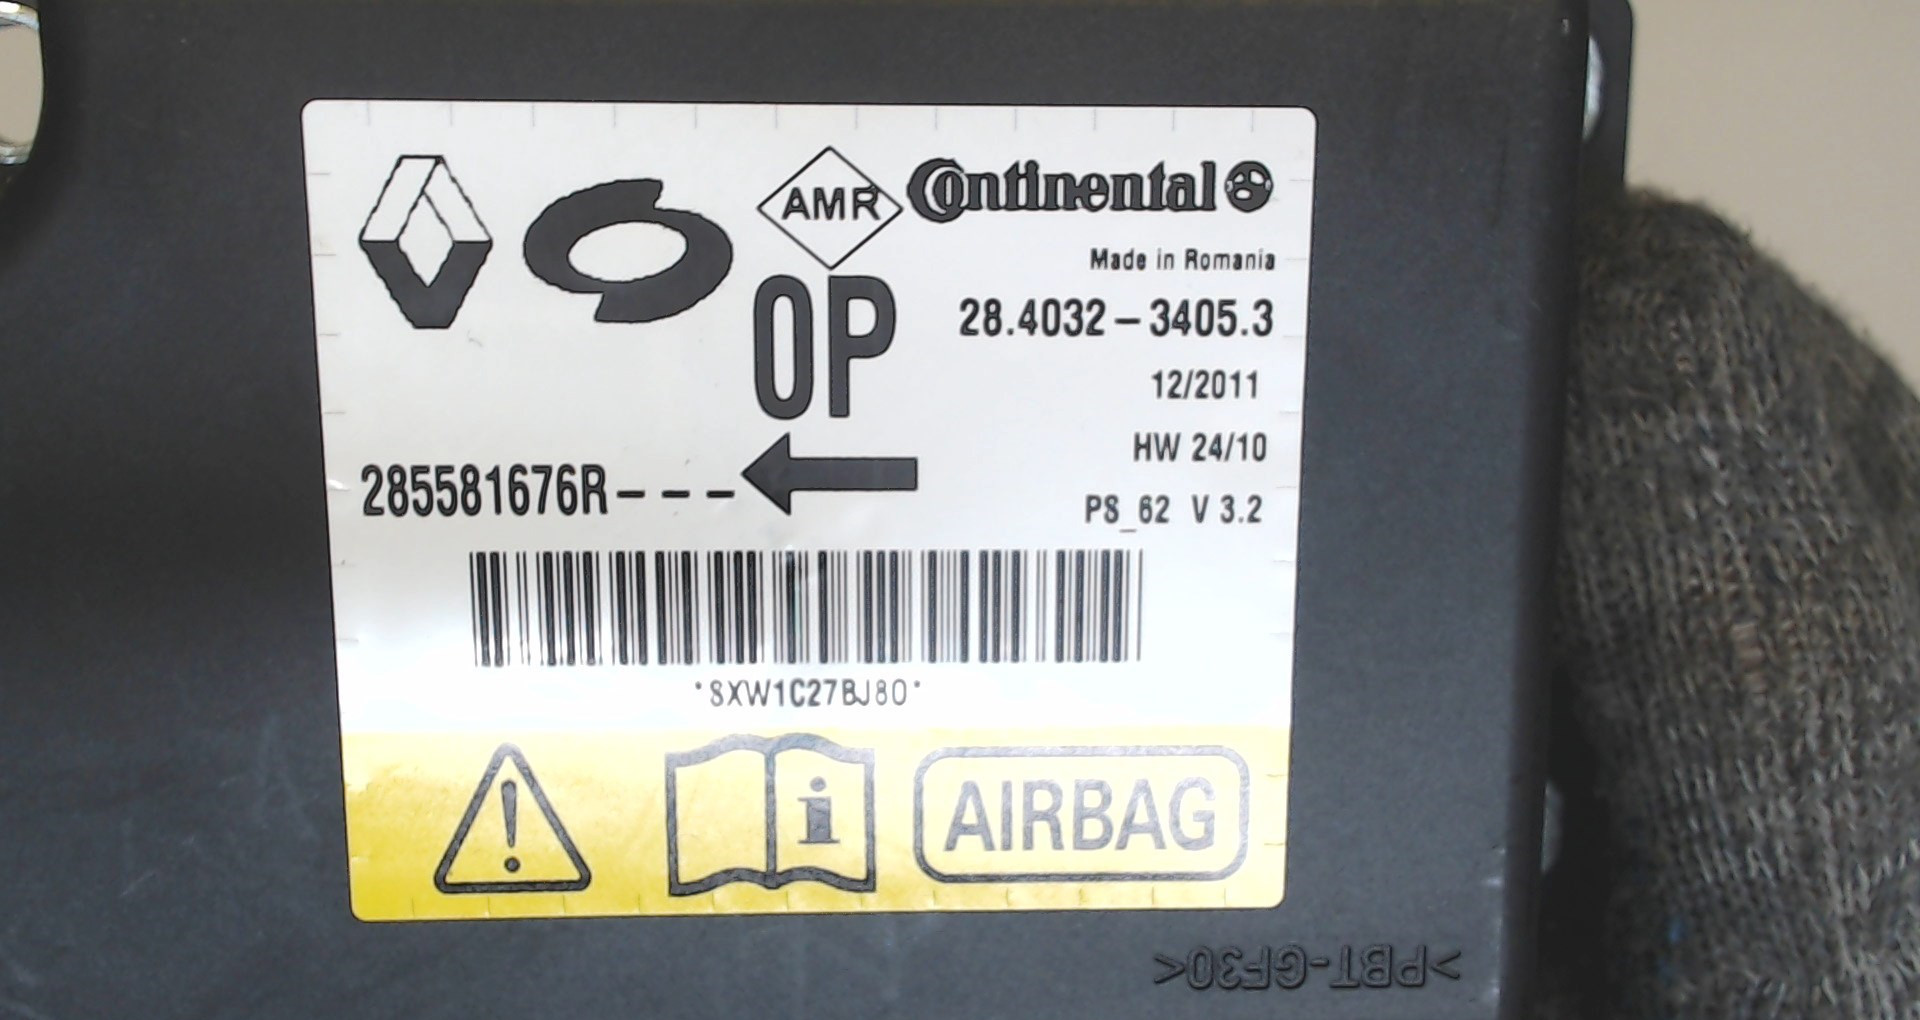 AMR
Continental
Made in Romania
OP
28.4032-3405.3
12/2011
HW 24/10
285581676R---
PS_62 V 3.2
*SXW1C27BJ80*
i
AIRBAG
>PBT-GF30<